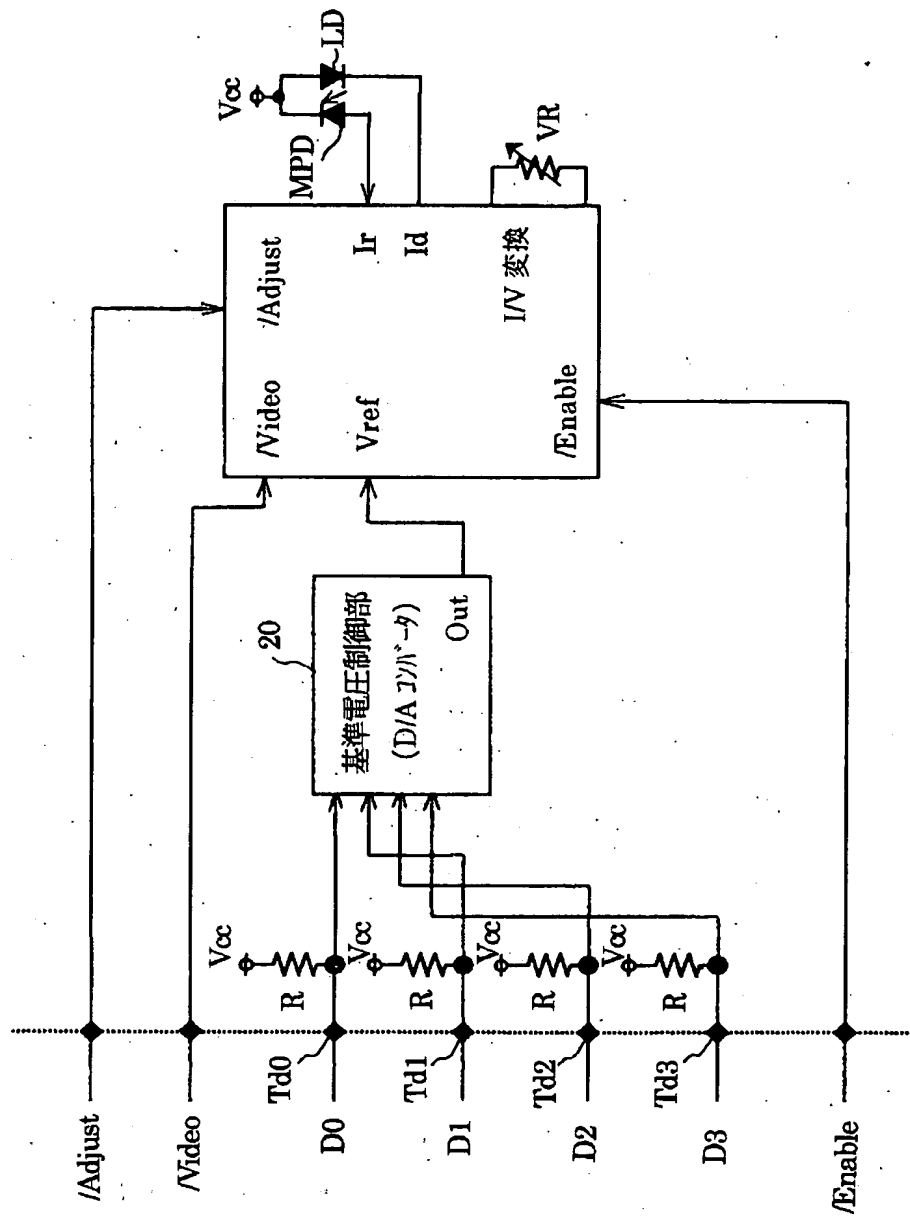 /Adjust
/Video
D0
D1
D2
D3
/Enable
Td0
Td1
Td2
Td3
Vcc
R
Vcc
R
Vcc
R
Vcc
R
20
基準電圧制御部
(D/A コンバータ)
Out
/Video
/Adjust
Vref
Ir
Id
I/V 変換
/Enable
Vcc
MPD
LD
VR